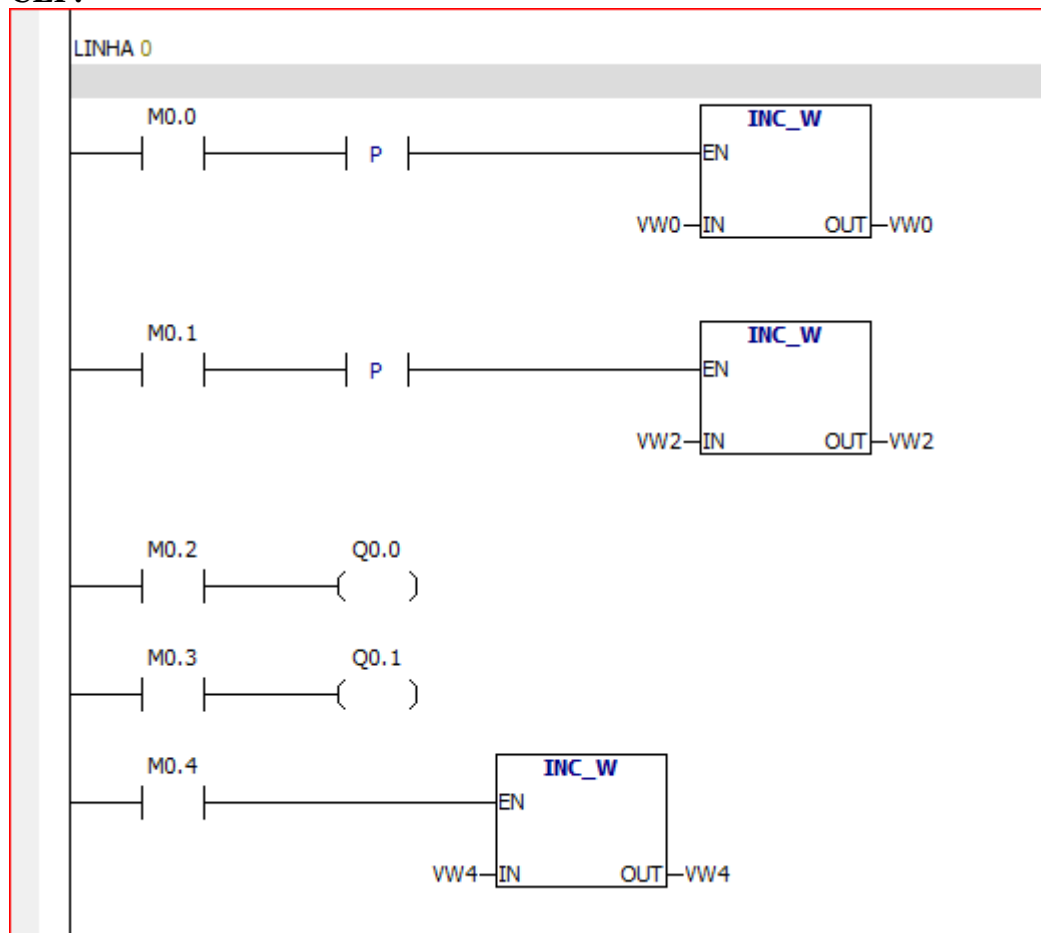 LINHA 0
M0.0
INC_W
P
EN
VW0 IN OUT VW0
M0.1
INC_W
P
EN
VW2 IN OUT VW2
M0.2 Q0.0
M0.3 Q0.1
M0.4
INC_W
EN
VW4 IN OUT VW4